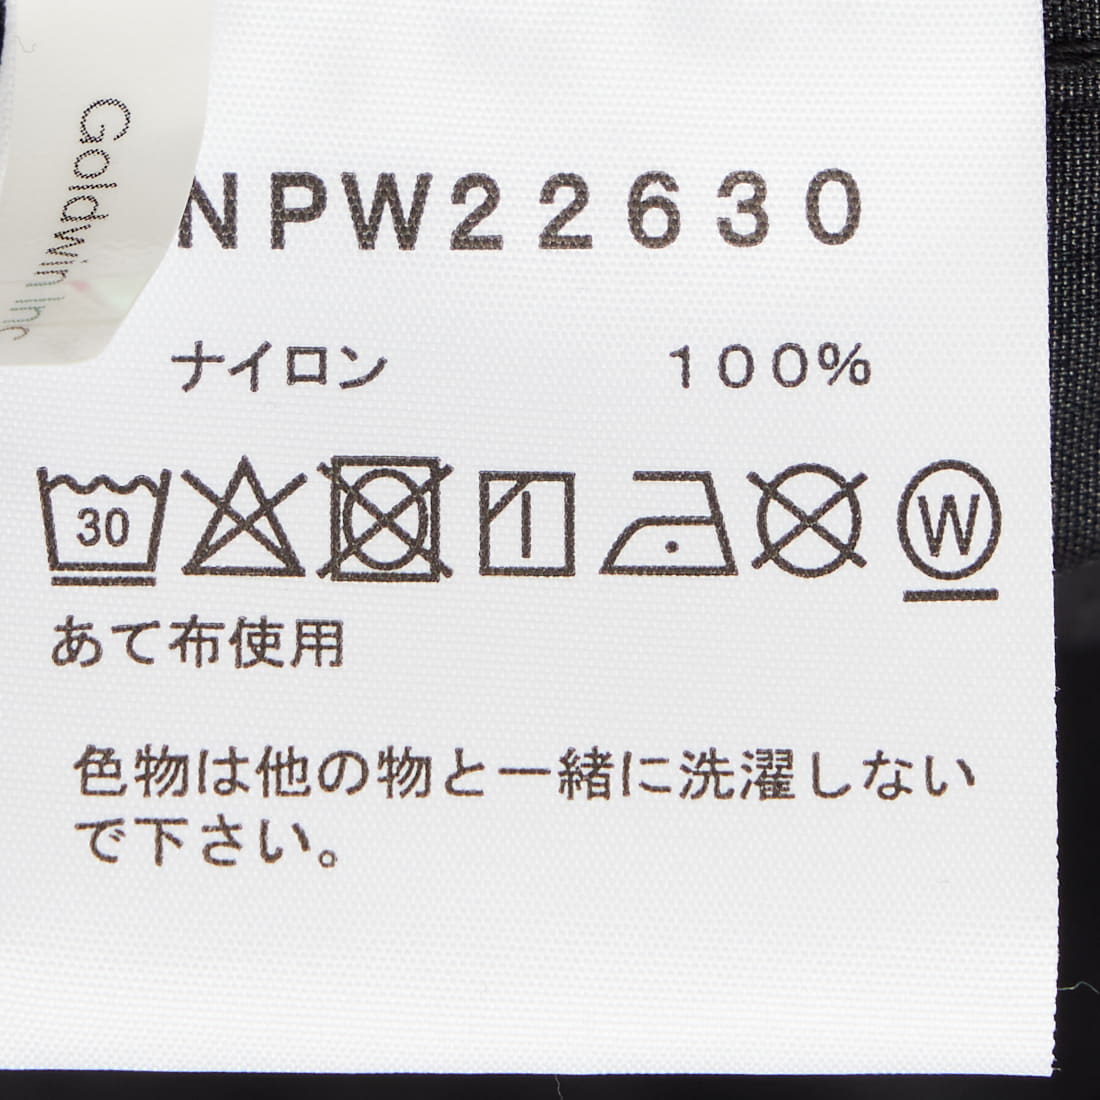 Goldwin Inc
NPW22630
ナイロン 100%
30 W
あて布使用
色物は他の物と一緒に洗濯しない
で下さい。